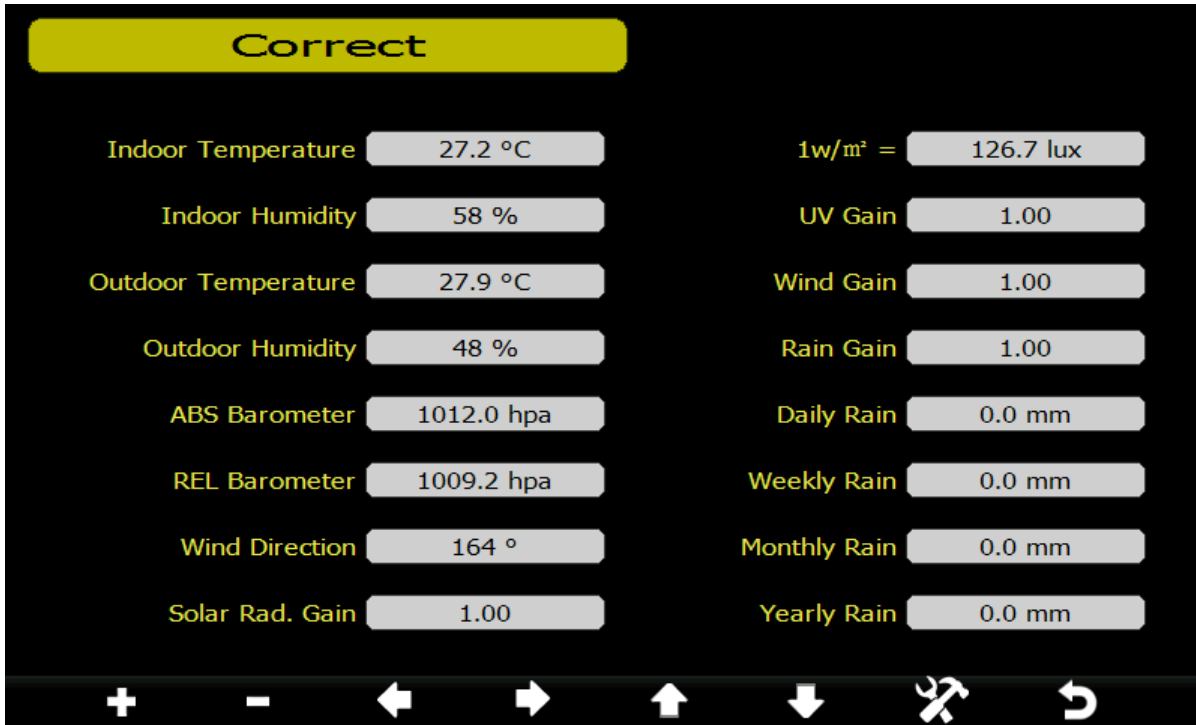 Correct
Indoor Temperature 27.2 °C
Indoor Humidity 58 %
Outdoor Temperature 27.9 °C
Outdoor Humidity 48 %
ABS Barometer 1012.0 hpa
REL Barometer 1009.2 hpa
Wind Direction 164 °
Solar Rad. Gain 1.00
1w/m² = 126.7 lux
UV Gain 1.00
Wind Gain 1.00
Rain Gain 1.00
Daily Rain 0.0 mm
Weekly Rain 0.0 mm
Monthly Rain 0.0 mm
Yearly Rain 0.0 mm